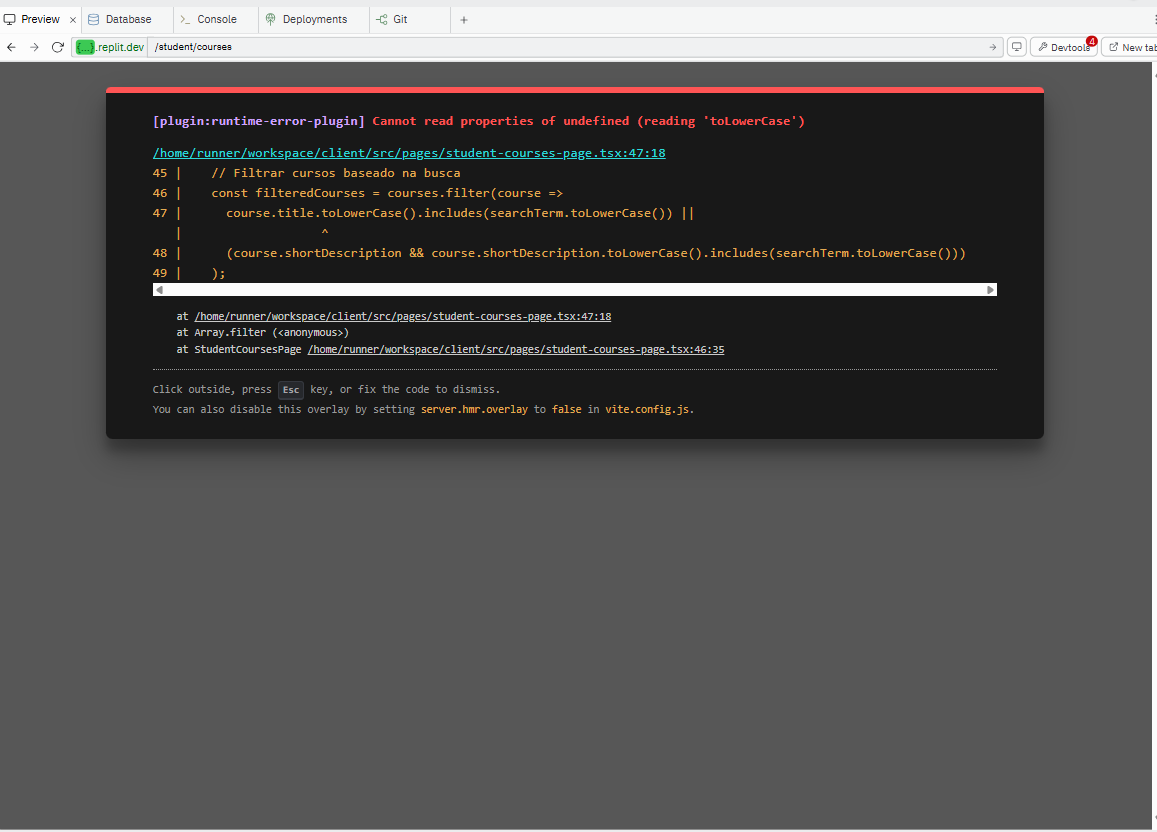 Preview × Database >_ Console Deployments Git +
{...}.replit.dev /student/courses Devtools 4 New tab
[plugin:runtime-error-plugin] Cannot read properties of undefined (reading 'toLowerCase')
/home/runner/workspace/client/src/pages/student-courses-page.tsx:47:18
45 | // Filtrar cursos baseado na busca
46 | const filteredCourses = courses.filter(course =>
47 | course.title.toLowerCase().includes(searchTerm.toLowerCase()) ||
| ^
48 | (course.shortDescription && course.shortDescription.toLowerCase().includes(searchTerm.toLowerCase()))
49 | );
at /home/runner/workspace/client/src/pages/student-courses-page.tsx:47:18
at Array.filter (<anonymous>)
at StudentCoursesPage /home/runner/workspace/client/src/pages/student-courses-page.tsx:46:35
Click outside, press Esc key, or fix the code to dismiss.
You can also disable this overlay by setting server.hmr.overlay to false in vite.config.js.